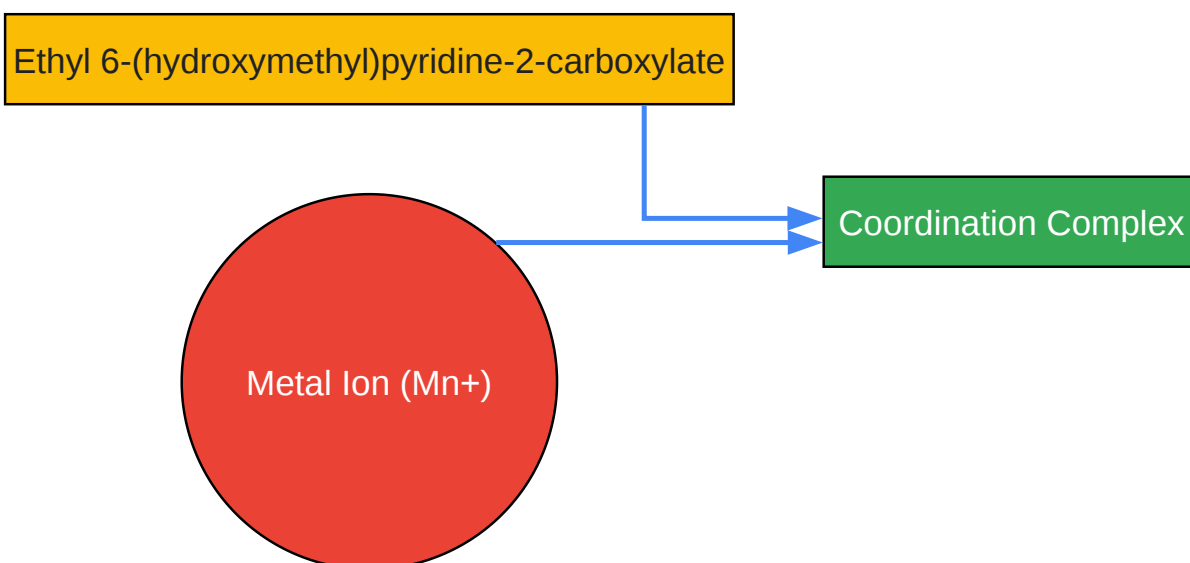 Ethyl 6-(hydroxymethyl)pyridine-2-carboxylate
Coordination Complex
Metal Ion (Mn+)